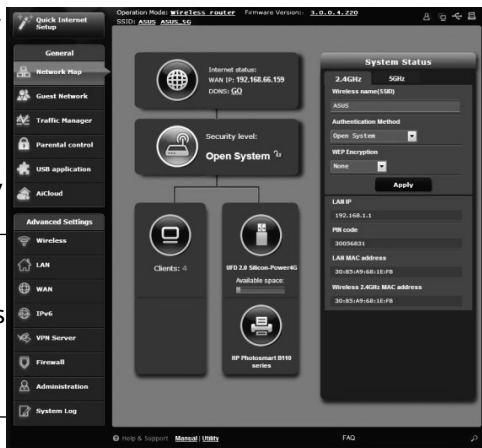 Quick Internet Setup
Operation Mode: Wireless router Firmware Version: 3.0.0.4.220
SSID: ASUS ASUS_5G
General
Network Map
Guest Network
Traffic Manager
Parental control
USB application
AiCloud
Advanced Settings
Wireless
LAN
WAN
IPv6
VPN Server
Firewall
Administration
System Log
Internet status:
WAN IP: 192.168.66.159
DDNS: GO
Security level:
Open System
Clients: 4
UFD 2.0 Silicon-Power4G
Available space:
HP Photosmart B110
series
System Status
2.4GHz 5GHz
Wireless name(SSID)
ASUS
Authentication Method
Open System
WEP Encryption
None
Apply
LAN IP
192.168.1.1
PIN code
30056831
LAN MAC address
30:85:A9:68:1E:F8
Wireless 2.4GHz MAC address
30:85:A9:68:1E:F8
Help & Support Manual | Utility FAQ